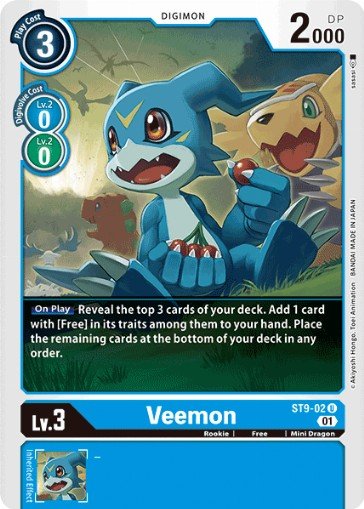 Play Cost
3
DIGIMON
DP
2000
Digivolve Cost
Lv.2
0
Lv.2
0
sasasi
© Akiyoshi Hongo, Toei Animation BANDAI MADE IN JAPAN
On Play Reveal the top 3 cards of your deck. Add 1 card
with [Free] in its traits among them to your hand. Place
the remaining cards at the bottom of your deck in any
order.
Lv.3
Veemon
ST9-02 U
01
Rookie | Free | Mini Dragon
Inherited Effect
–